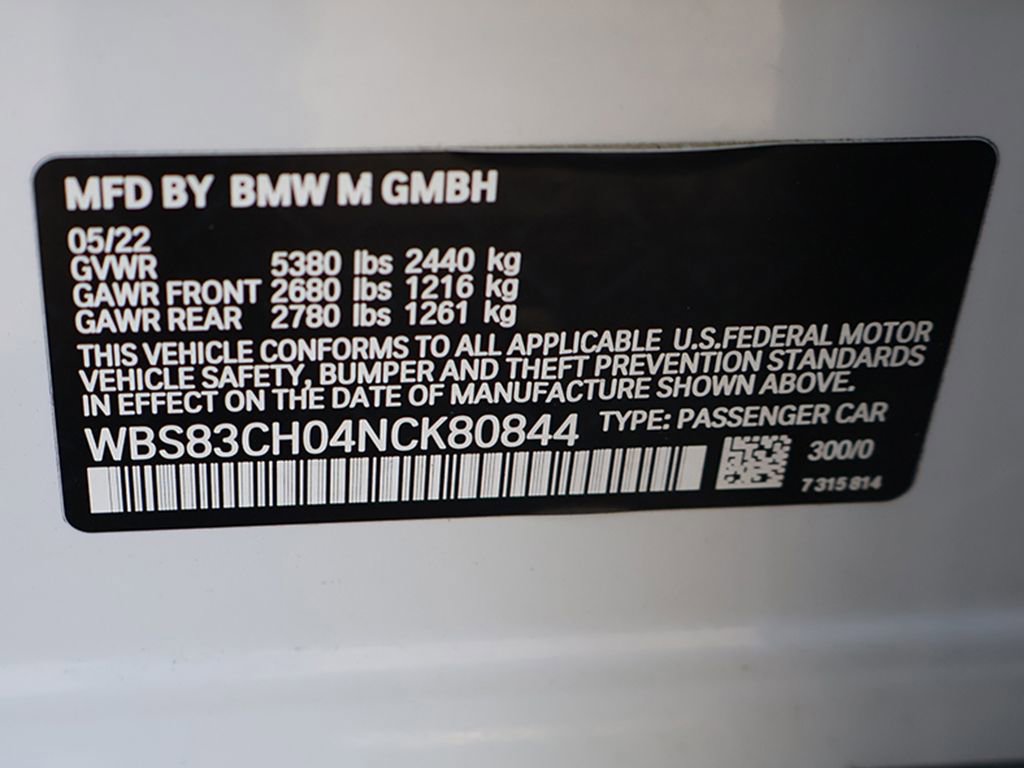 MFD BY BMW M GMBH
05/22
GVWR 5380 lbs 2440 kg
GAWR FRONT 2680 lbs 1216 kg
GAWR REAR 2780 lbs 1261 kg
THIS VEHICLE CONFORMS TO ALL APPLICABLE U.S.FEDERAL MOTOR
VEHICLE SAFETY, BUMPER AND THEFT PREVENTION STANDARDS
IN EFFECT ON THE DATE OF MANUFACTURE SHOWN ABOVE.
WBS83CH04NCK80844 TYPE: PASSENGER CAR
300/0
7315814